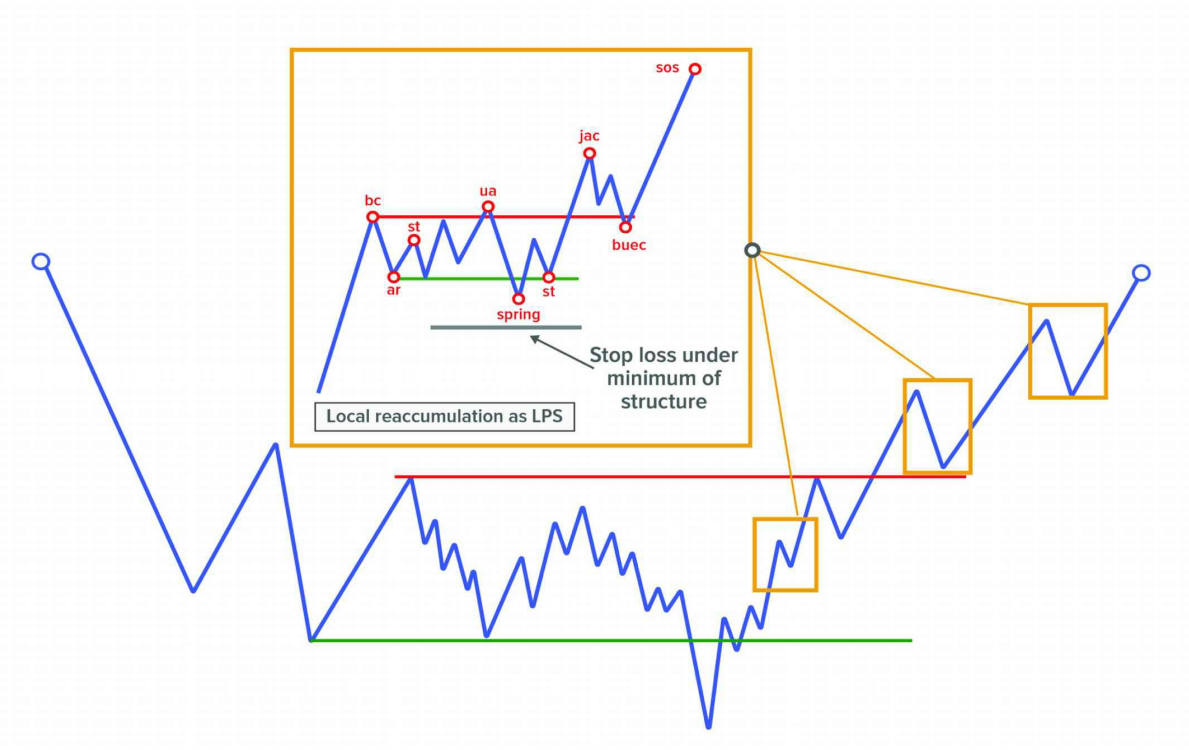 sos
jac
ua
bc
st
buec
ar
st
spring
Stop loss under
minimum of
structure
Local reaccumulation as LPS